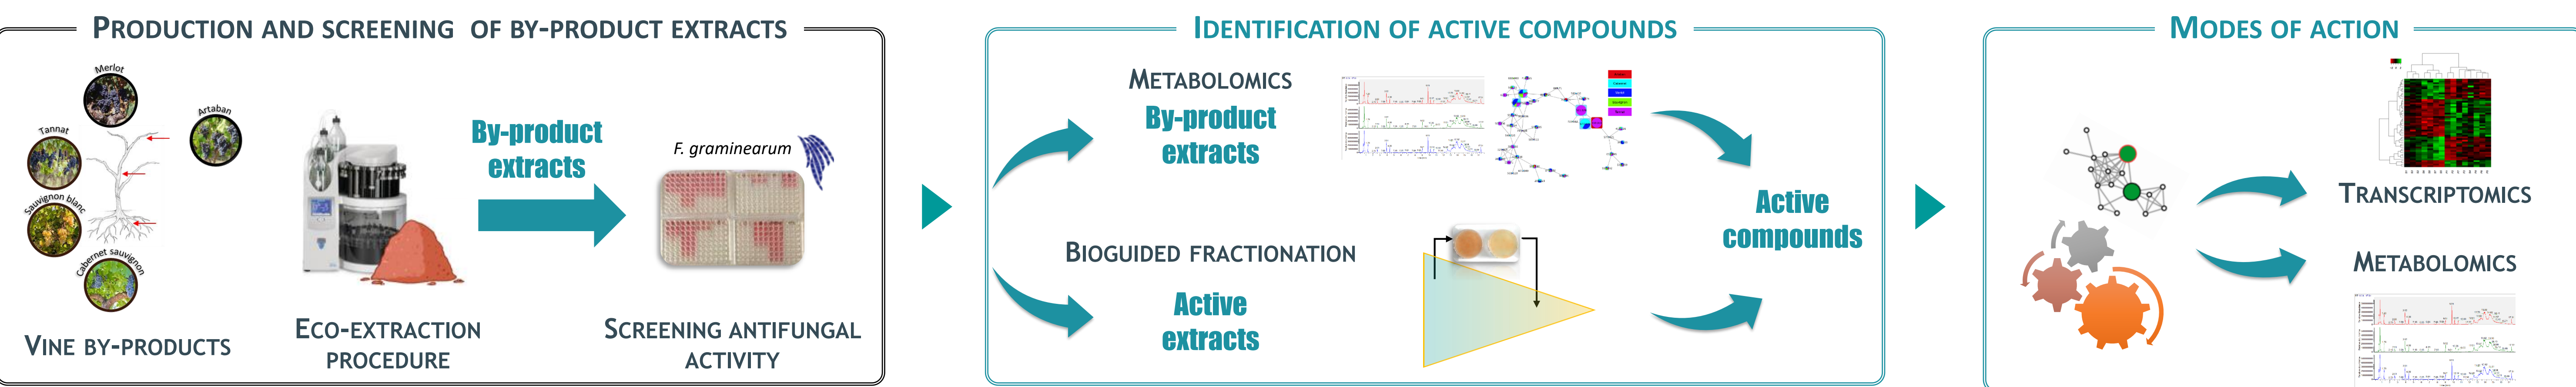 PRODUCTION AND SCREENING OF BY-PRODUCT EXTRACTS
Merlot
Artaban
Tannat
Sauvignon blanc
Cabernet sauvignon
VINE BY-PRODUCTS
ECO-EXTRACTION
PROCEDURE
By-product
extracts
F. graminearum
SCREENING ANTIFUNGAL
ACTIVITY
IDENTIFICATION OF ACTIVE COMPOUNDS
METABOLOMICS
By-product
extracts
BIOGUIDED FRACTIONATION
Active
extracts
Active
compounds
MODES OF ACTION
TRANSCRIPTOMICS
METABOLOMICS